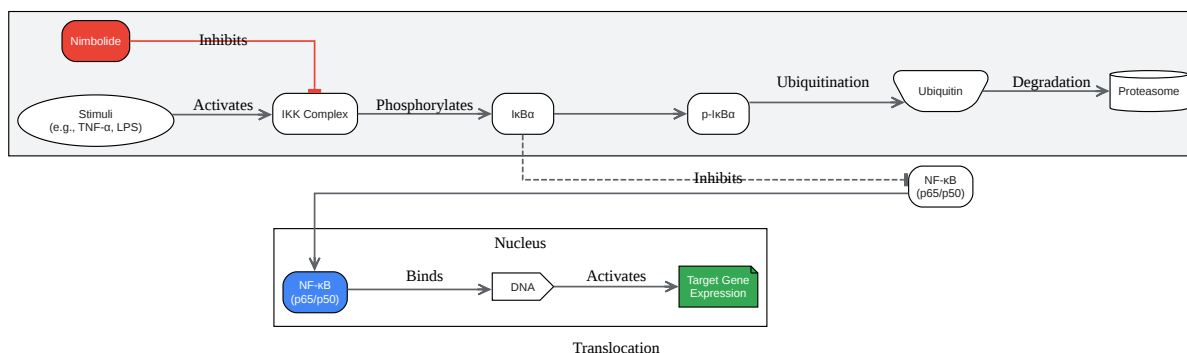 Nimbolide
Inhibits
Stimuli
(e.g., TNF-α, LPS)
Activates
IKK Complex
Phosphorylates
IκBα
p-IκBα
Ubiquitination
Ubiquitin
Degradation
Proteasome
Inhibits
NF-κB
(p65/p50)
Nucleus
NF-κB
(p65/p50)
Binds
DNA
Activates
Target Gene
Expression
Translocation